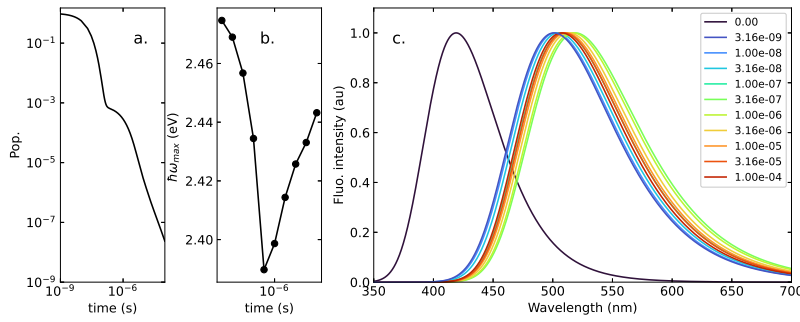 a.
10⁻¹
10⁻³
10⁻⁵
10⁻⁷
10⁻⁹
Pop.
10⁻⁹
10⁻⁶
time (s)
b.
2.46
2.44
2.42
2.40
ℏω_max (eV)
10⁻⁶
time (s)
c.
1.0
0.8
0.6
0.4
0.2
0.0
Fluo. intensity (au)
350
400
450
500
550
600
650
700
Wavelength (nm)
0.00
3.16e-09
1.00e-08
3.16e-08
1.00e-07
3.16e-07
1.00e-06
3.16e-06
1.00e-05
3.16e-05
1.00e-04